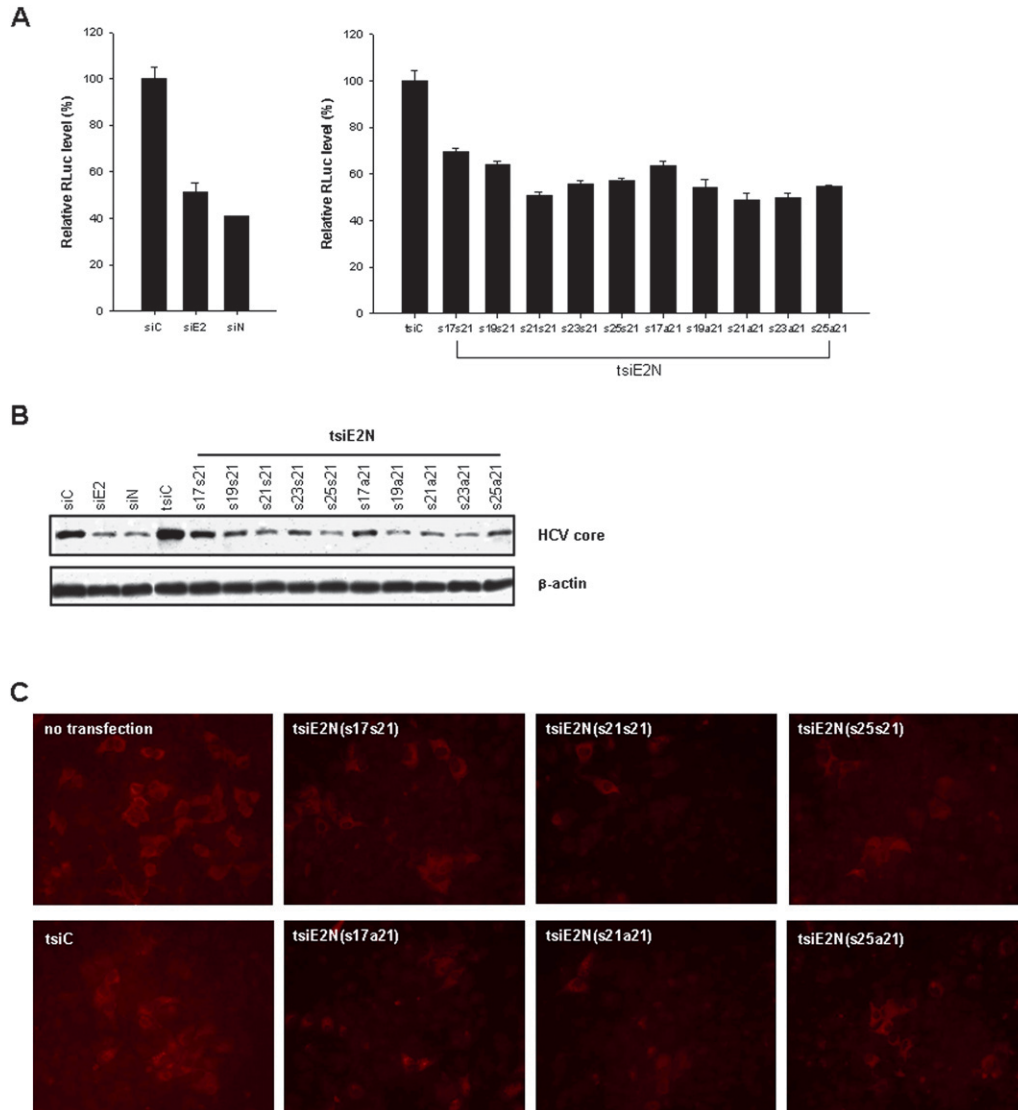 A
Relative RLuc level (%)
120
100
80
60
40
20
0
siC siE2 siN
Relative RLuc level (%)
120
100
80
60
40
20
0
tsiC s17s21 s19s21 s21s21 s23s21 s25s21 s17a21 s19a21 s21a21 s23a21 s25a21
tsiE2N
B
tsiE2N
siC siE2 siN tsiC s17s21 s19s21 s21s21 s23s21 s25s21 s17a21 s19a21 s21a21 s23a21 s25a21
HCV core
β-actin
C
no transfection tsiE2N(s17s21) tsiE2N(s21s21) tsiE2N(s25s21)
tsiC tsiE2N(s17a21) tsiE2N(s21a21) tsiE2N(s25a21)